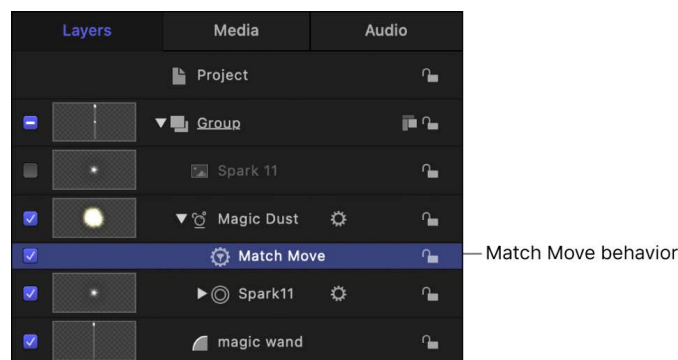 Layers Media Audio
Project
Group
Spark 11
Magic Dust
Match Move
Match Move behavior
Spark11
magic wand